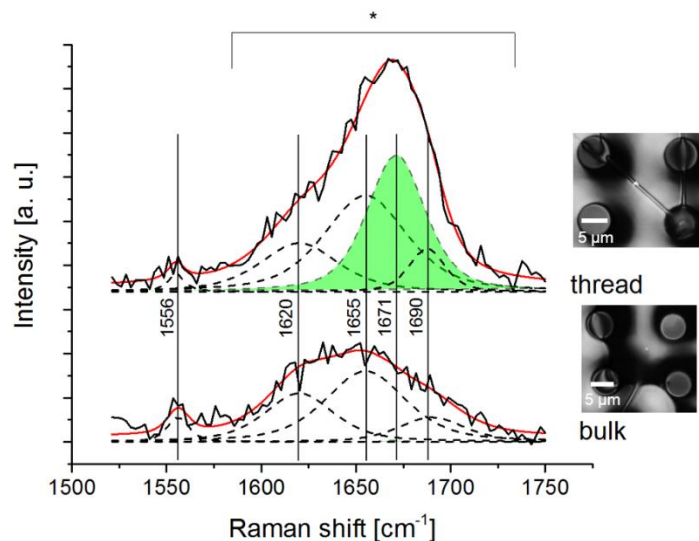 *
Intensity [a. u.]
1556
1620
1655
1671
1690
5 µm
thread
5 µm
bulk
1500
1550
1600
1650
1700
1750
Raman shift [cm⁻¹]